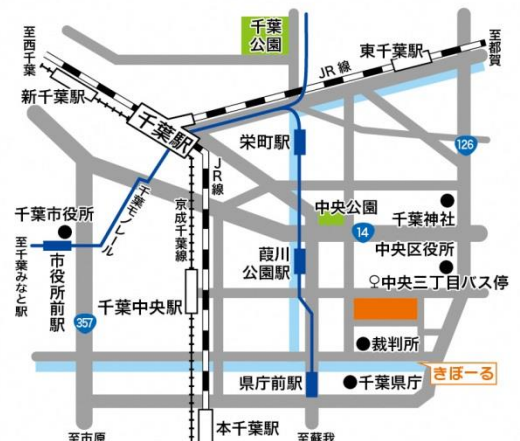 千葉
公園
至西千葉
東千葉駅
至都賀
JR線
新千葉駅
千葉駅
栄町駅
126
JR線
千葉モノレール
京成千葉線
中央公園
千葉神社
千葉市役所
14
至千葉みなと駅
市役所前駅
葭川
公園駅
中央区役所
中央三丁目バス停
千葉中央駅
357
裁判所
きぼーる
県庁前駅
千葉県庁
本千葉駅
至市原
至蘇我